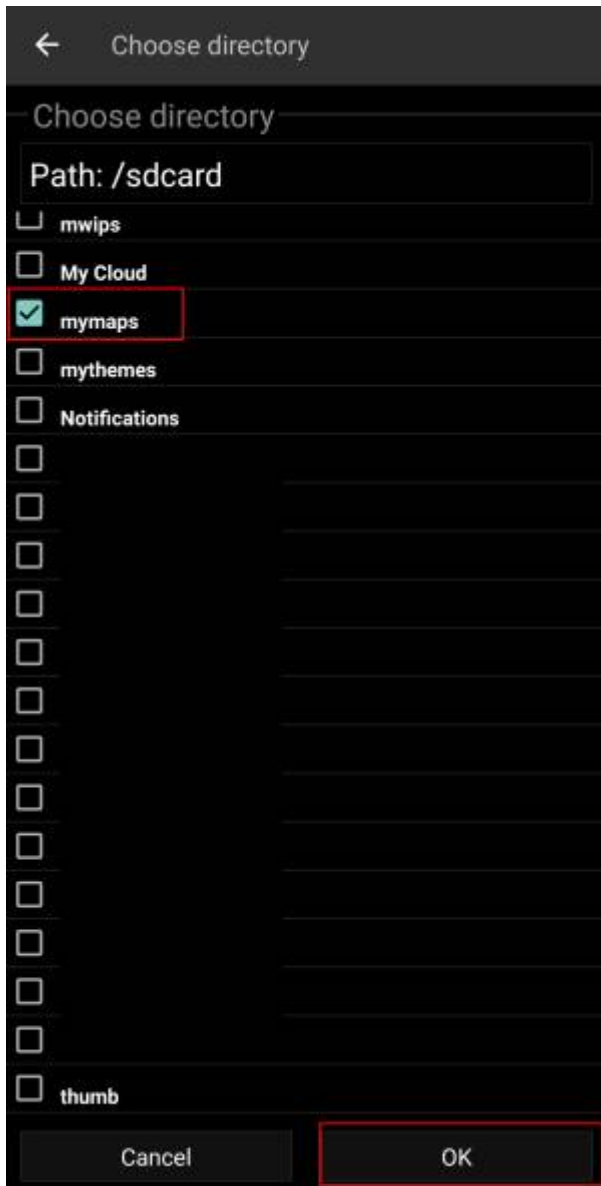 Choose directory
Choose directory
Path: /sdcard
mwips
My Cloud
mymaps
mythemes
Notifications
thumb
Cancel
OK